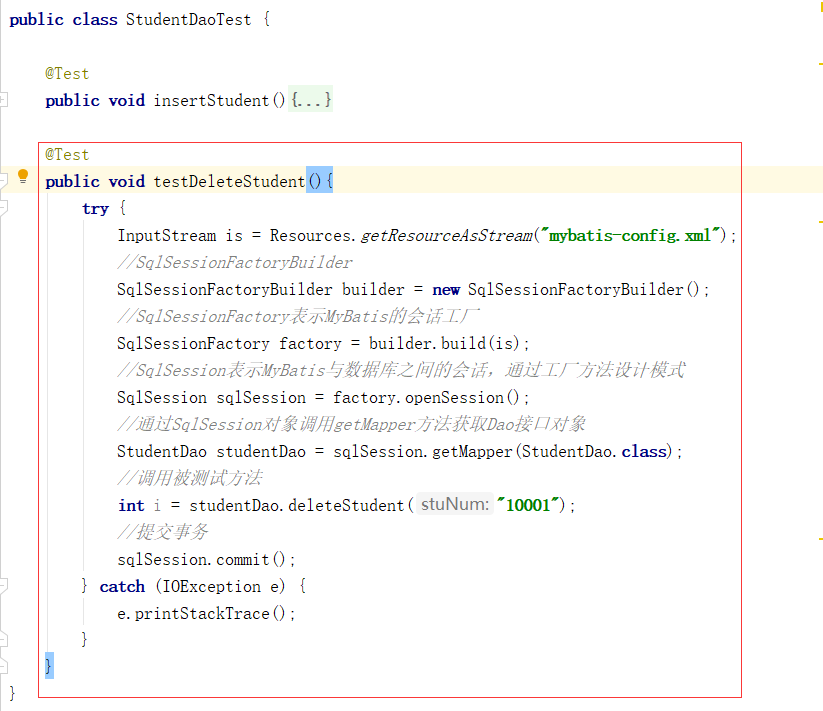 public class StudentDaoTest {
@Test
public void insertStudent(){...}
@Test
public void testDeleteStudent(){
try {
InputStream is = Resources.getResourceAsStream("mybatis-config.xml");
//SqlSessionFactoryBuilder
SqlSessionFactoryBuilder builder = new SqlSessionFactoryBuilder();
//SqlSessionFactory表示MyBatis的会话工厂
SqlSessionFactory factory = builder.build(is);
//SqlSession表示MyBatis与数据库之间的会话，通过工厂方法设计模式
SqlSession sqlSession = factory.openSession();
//通过SqlSession对象调用getMapper方法获取Dao接口对象
StudentDao studentDao = sqlSession.getMapper(StudentDao.class);
//调用被测试方法
int i = studentDao.deleteStudent( stuNum: "10001");
//提交事务
sqlSession.commit();
} catch (IOException e) {
e.printStackTrace();
}
}
}